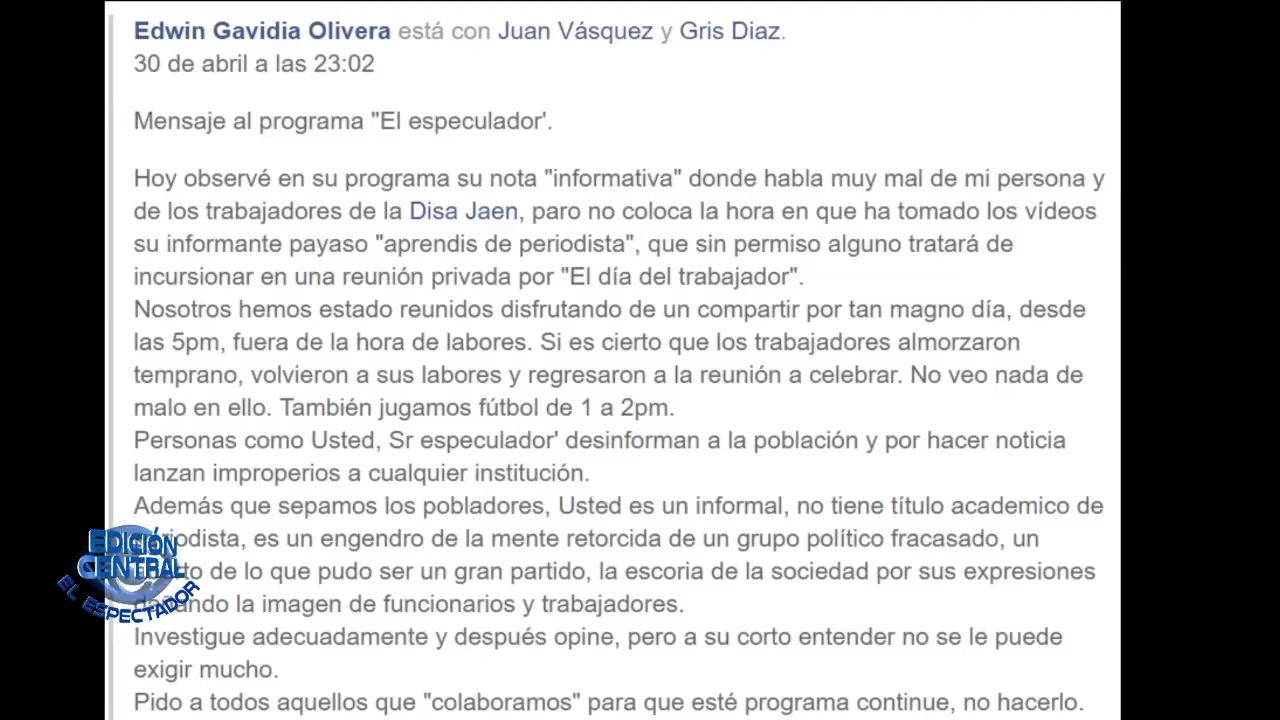 Edwin Gavidia Olivera está con Juan Vásquez y Gris Diaz.
30 de abril a las 23:02
Mensaje al programa "El especulador'.
Hoy observé en su programa su nota "informativa" donde habla muy mal de mi persona y
de los trabajadores de la Disa Jaen, paro no coloca la hora en que ha tomado los vídeos
su informante payaso "aprendis de periodista", que sin permiso alguno tratará de
incursionar en una reunión privada por "El día del trabajador".
Nosotros hemos estado reunidos disfrutando de un compartir por tan magno día, desde
las 5pm, fuera de la hora de labores. Si es cierto que los trabajadores almorzaron
temprano, volvieron a sus labores y regresaron a la reunión a celebrar. No veo nada de
malo en ello. También jugamos fútbol de 1 a 2pm.
Personas como Usted, Sr especulador' desinforman a la población y por hacer noticia
lanzan improperios a cualquier institución.
Además que sepamos los pobladores, Usted es un informal, no tiene título academico de
odista, es un engendro de la mente retorcida de un grupo político fracasado, un
to de lo que pudo ser un gran partido, la escoria de la sociedad por sus expresiones
ando la imagen de funcionarios y trabajadores.
Investigue adecuadamente y después opine, pero a su corto entender no se le puede
exigir mucho.
Pido a todos aquellos que "colaboramos" para que esté programa continue, no hacerlo.
EDICIÓN
CENTRAL
EL ESPECTADOR